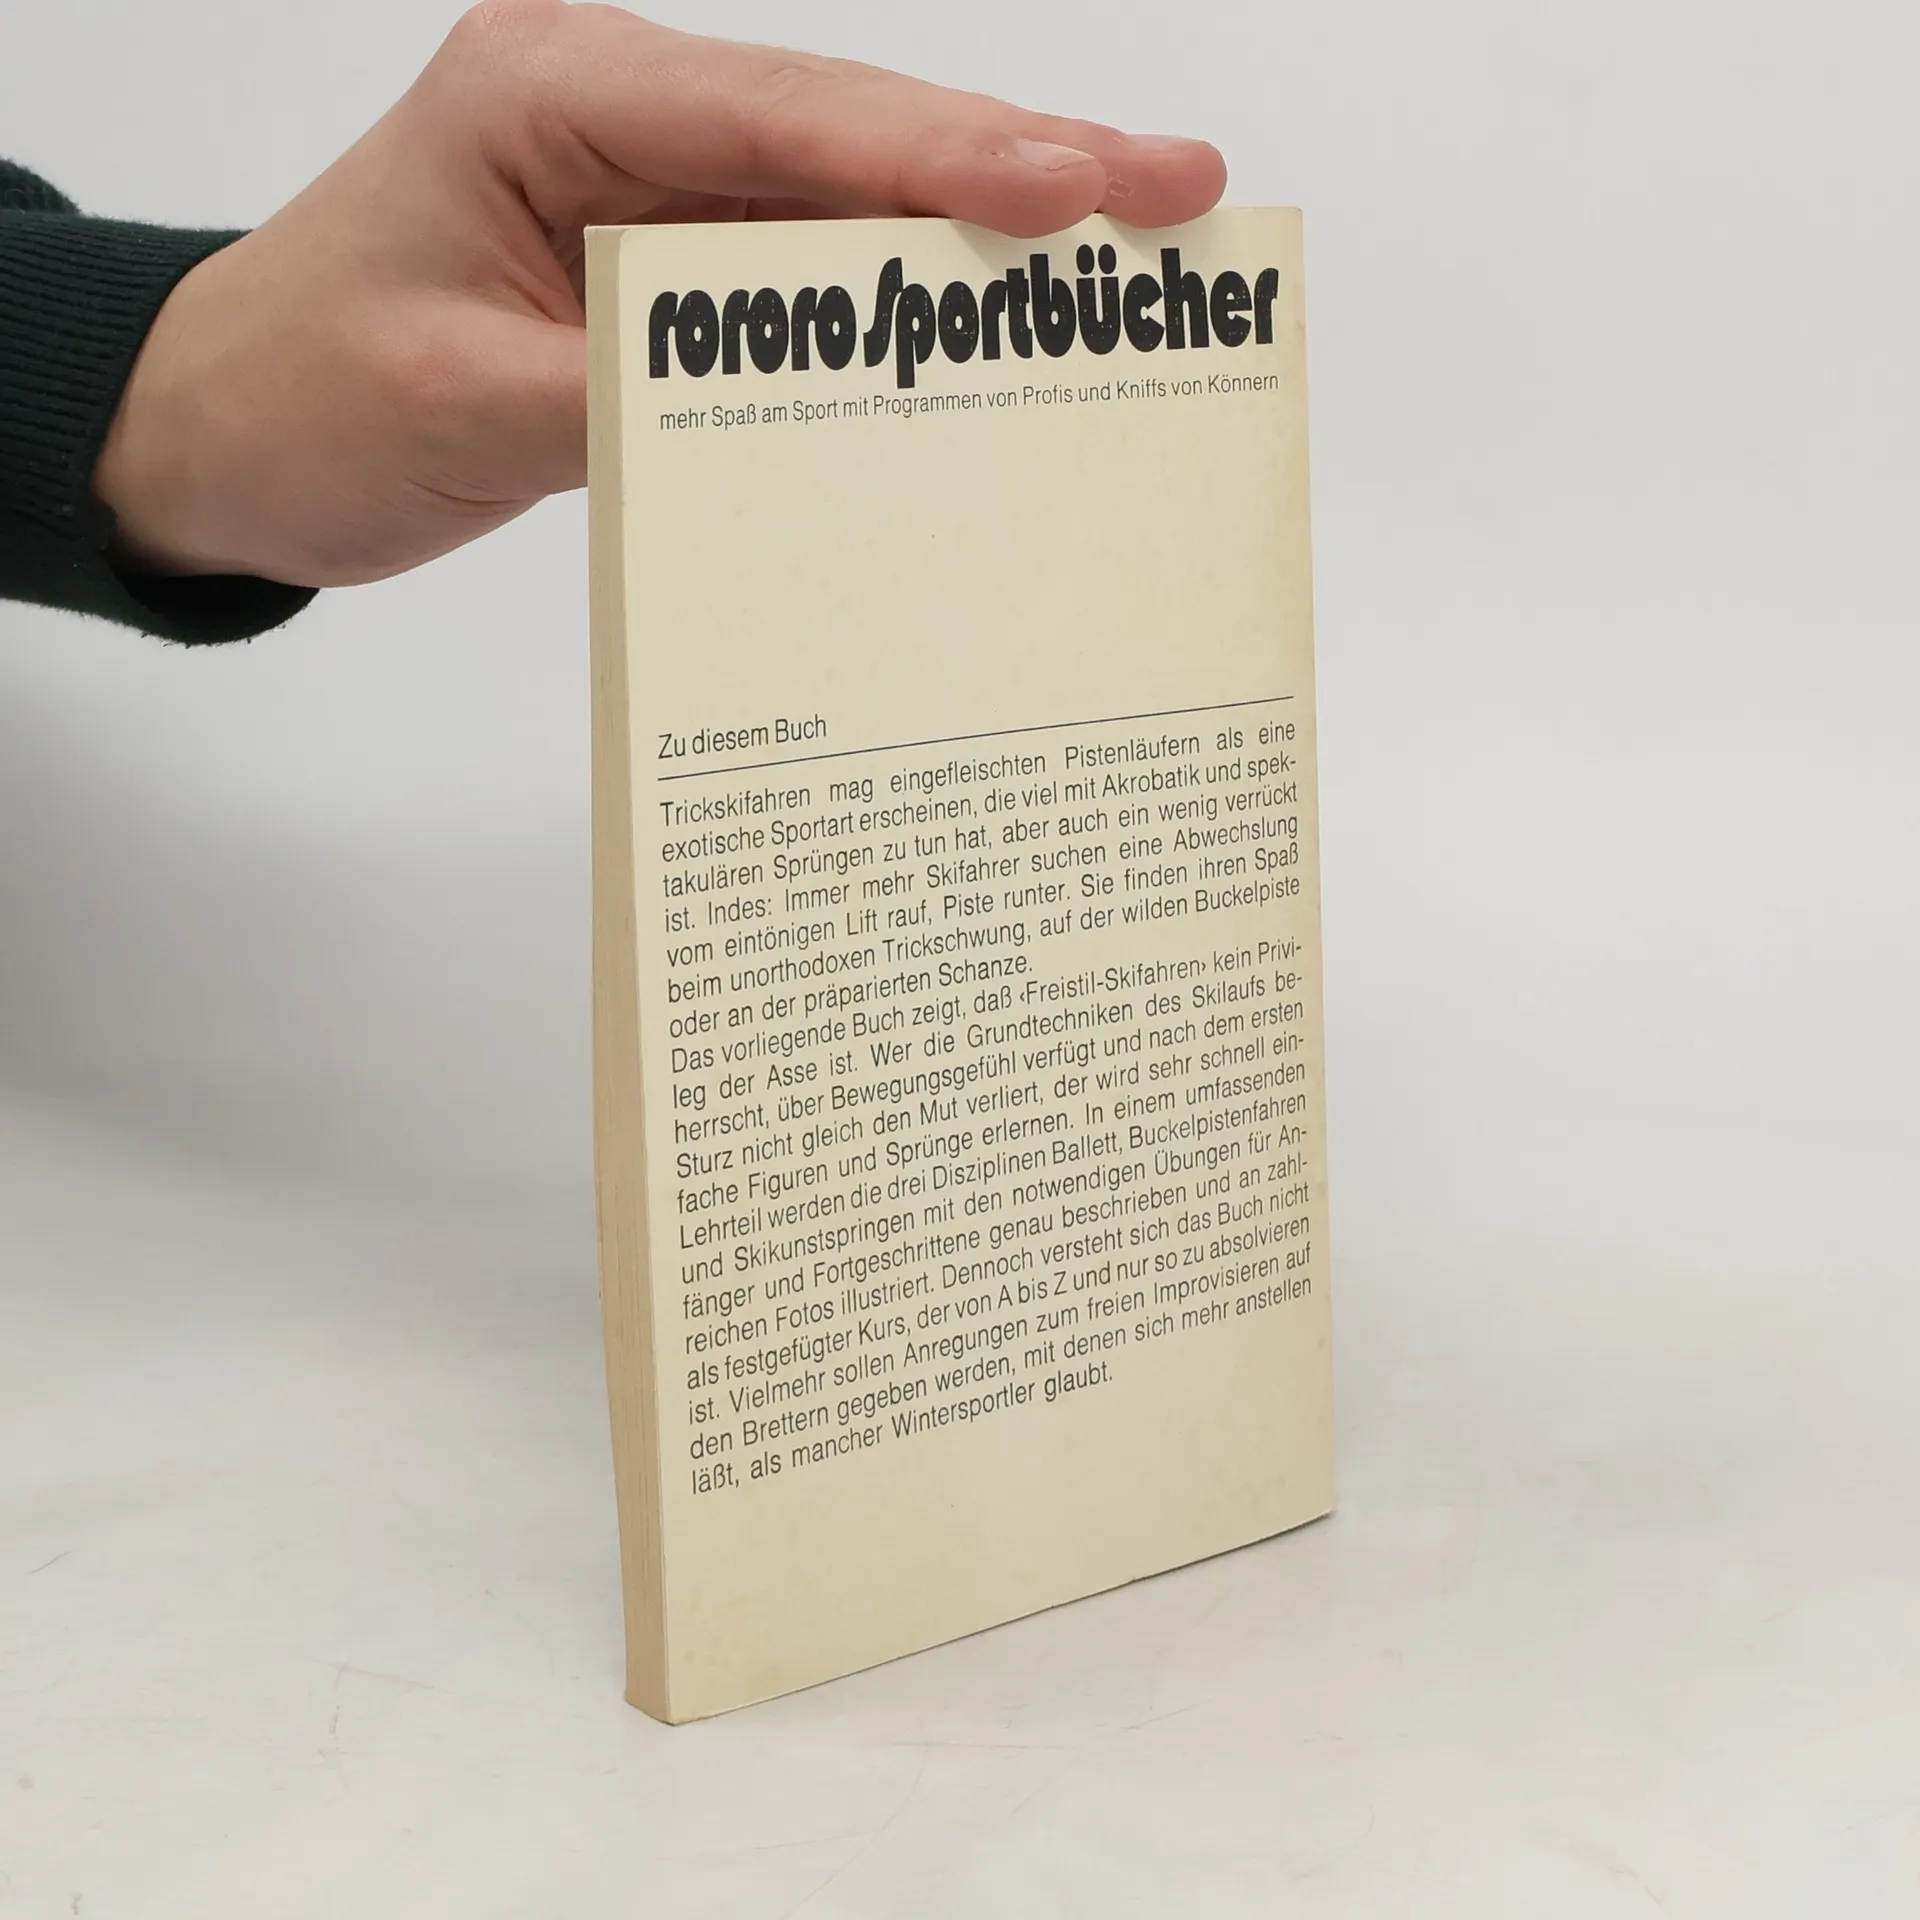 rororo Sportbücher
mehr Spaß am Sport mit Programmen von Profis und Kniffs von Könnern
Zu diesem Buch
Trickskifahren mag eingefleischten Pistenläufern als eine
exotische Sportart erscheinen, die viel mit Akrobatik und spek-
takulären Sprüngen zu tun hat, aber auch ein wenig verrückt
ist. Indes: Immer mehr Skifahrer suchen eine Abwechslung
vom eintönigen Lift rauf, Piste runter. Sie finden ihren Spaß
beim unorthodoxen Trickschwung, auf der wilden Buckelpiste
oder an der präparierten Schanze.
Das vorliegende Buch zeigt, daß ‹Freistil-Skifahren› kein Privi-
leg der Asse ist. Wer die Grundtechniken des Skilaufs be-
herrscht, über Bewegungsgefühl verfügt und nach dem ersten
Sturz nicht gleich den Mut verliert, der wird sehr schnell ein-
fache Figuren und Sprünge erlernen. In einem umfassenden
Lehrteil werden die drei Disziplinen Ballett, Buckelpistenfahren
und Skikunstspringen mit den notwendigen Übungen für An-
fänger und Fortgeschrittene genau beschrieben und an zahl-
reichen Fotos illustriert. Dennoch versteht sich das Buch nicht
als festgefügter Kurs, der von A bis Z und nur so zu absolvieren
ist. Vielmehr sollen Anregungen zum freien Improvisieren auf
den Brettern gegeben werden, mit denen sich mehr anstellen
läßt, als mancher Wintersportler glaubt.